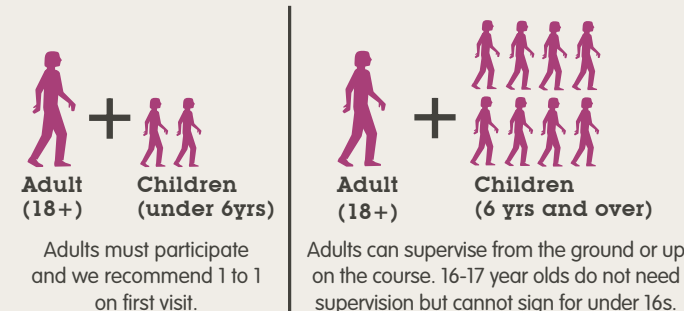 Adult
(18+)
Children
(under 6yrs)
Adults must participate
and we recommend 1 to 1
on first visit.
Adult
(18+)
Children
(6 yrs and over)
Adults can supervise from the ground or up
on the course. 16-17 year olds do not need
supervision but cannot sign for under 16s.